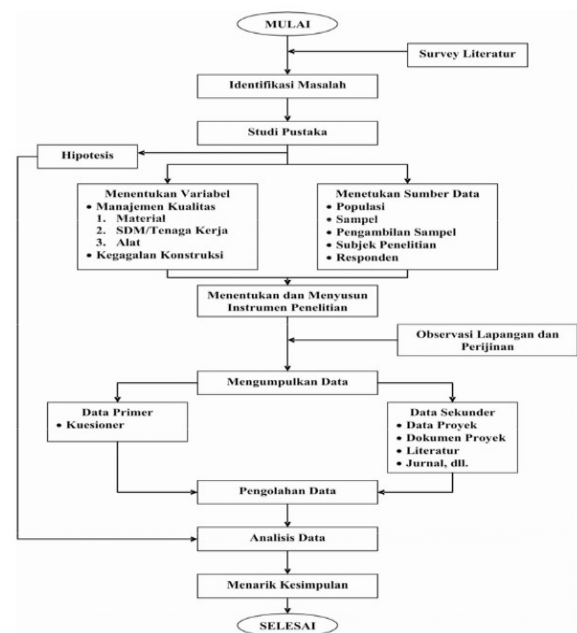 MULAI
Survey Literatur
Identifikasi Masalah
Studi Pustaka
Hipotesis
Menentukan Variabel
• Manajemen Kualitas
1. Material
2. SDM/Tenaga Kerja
3. Alat
• Kegagalan Konstruksi
Menetukan Sumber Data
• Populasi
• Sampel
• Pengambilan Sampel
• Subjek Penelitian
• Responden
Menentukan dan Menyusun
Instrumen Penelitian
Observasi Lapangan dan
Perijinan
Mengumpulkan Data
Data Primer
• Kuesioner
Data Sekunder
• Data Proyek
• Dokumen Proyek
• Literatur
• Jurnal, dll.
Pengolahan Data
Analisis Data
Menarik Kesimpulan
SELESAI